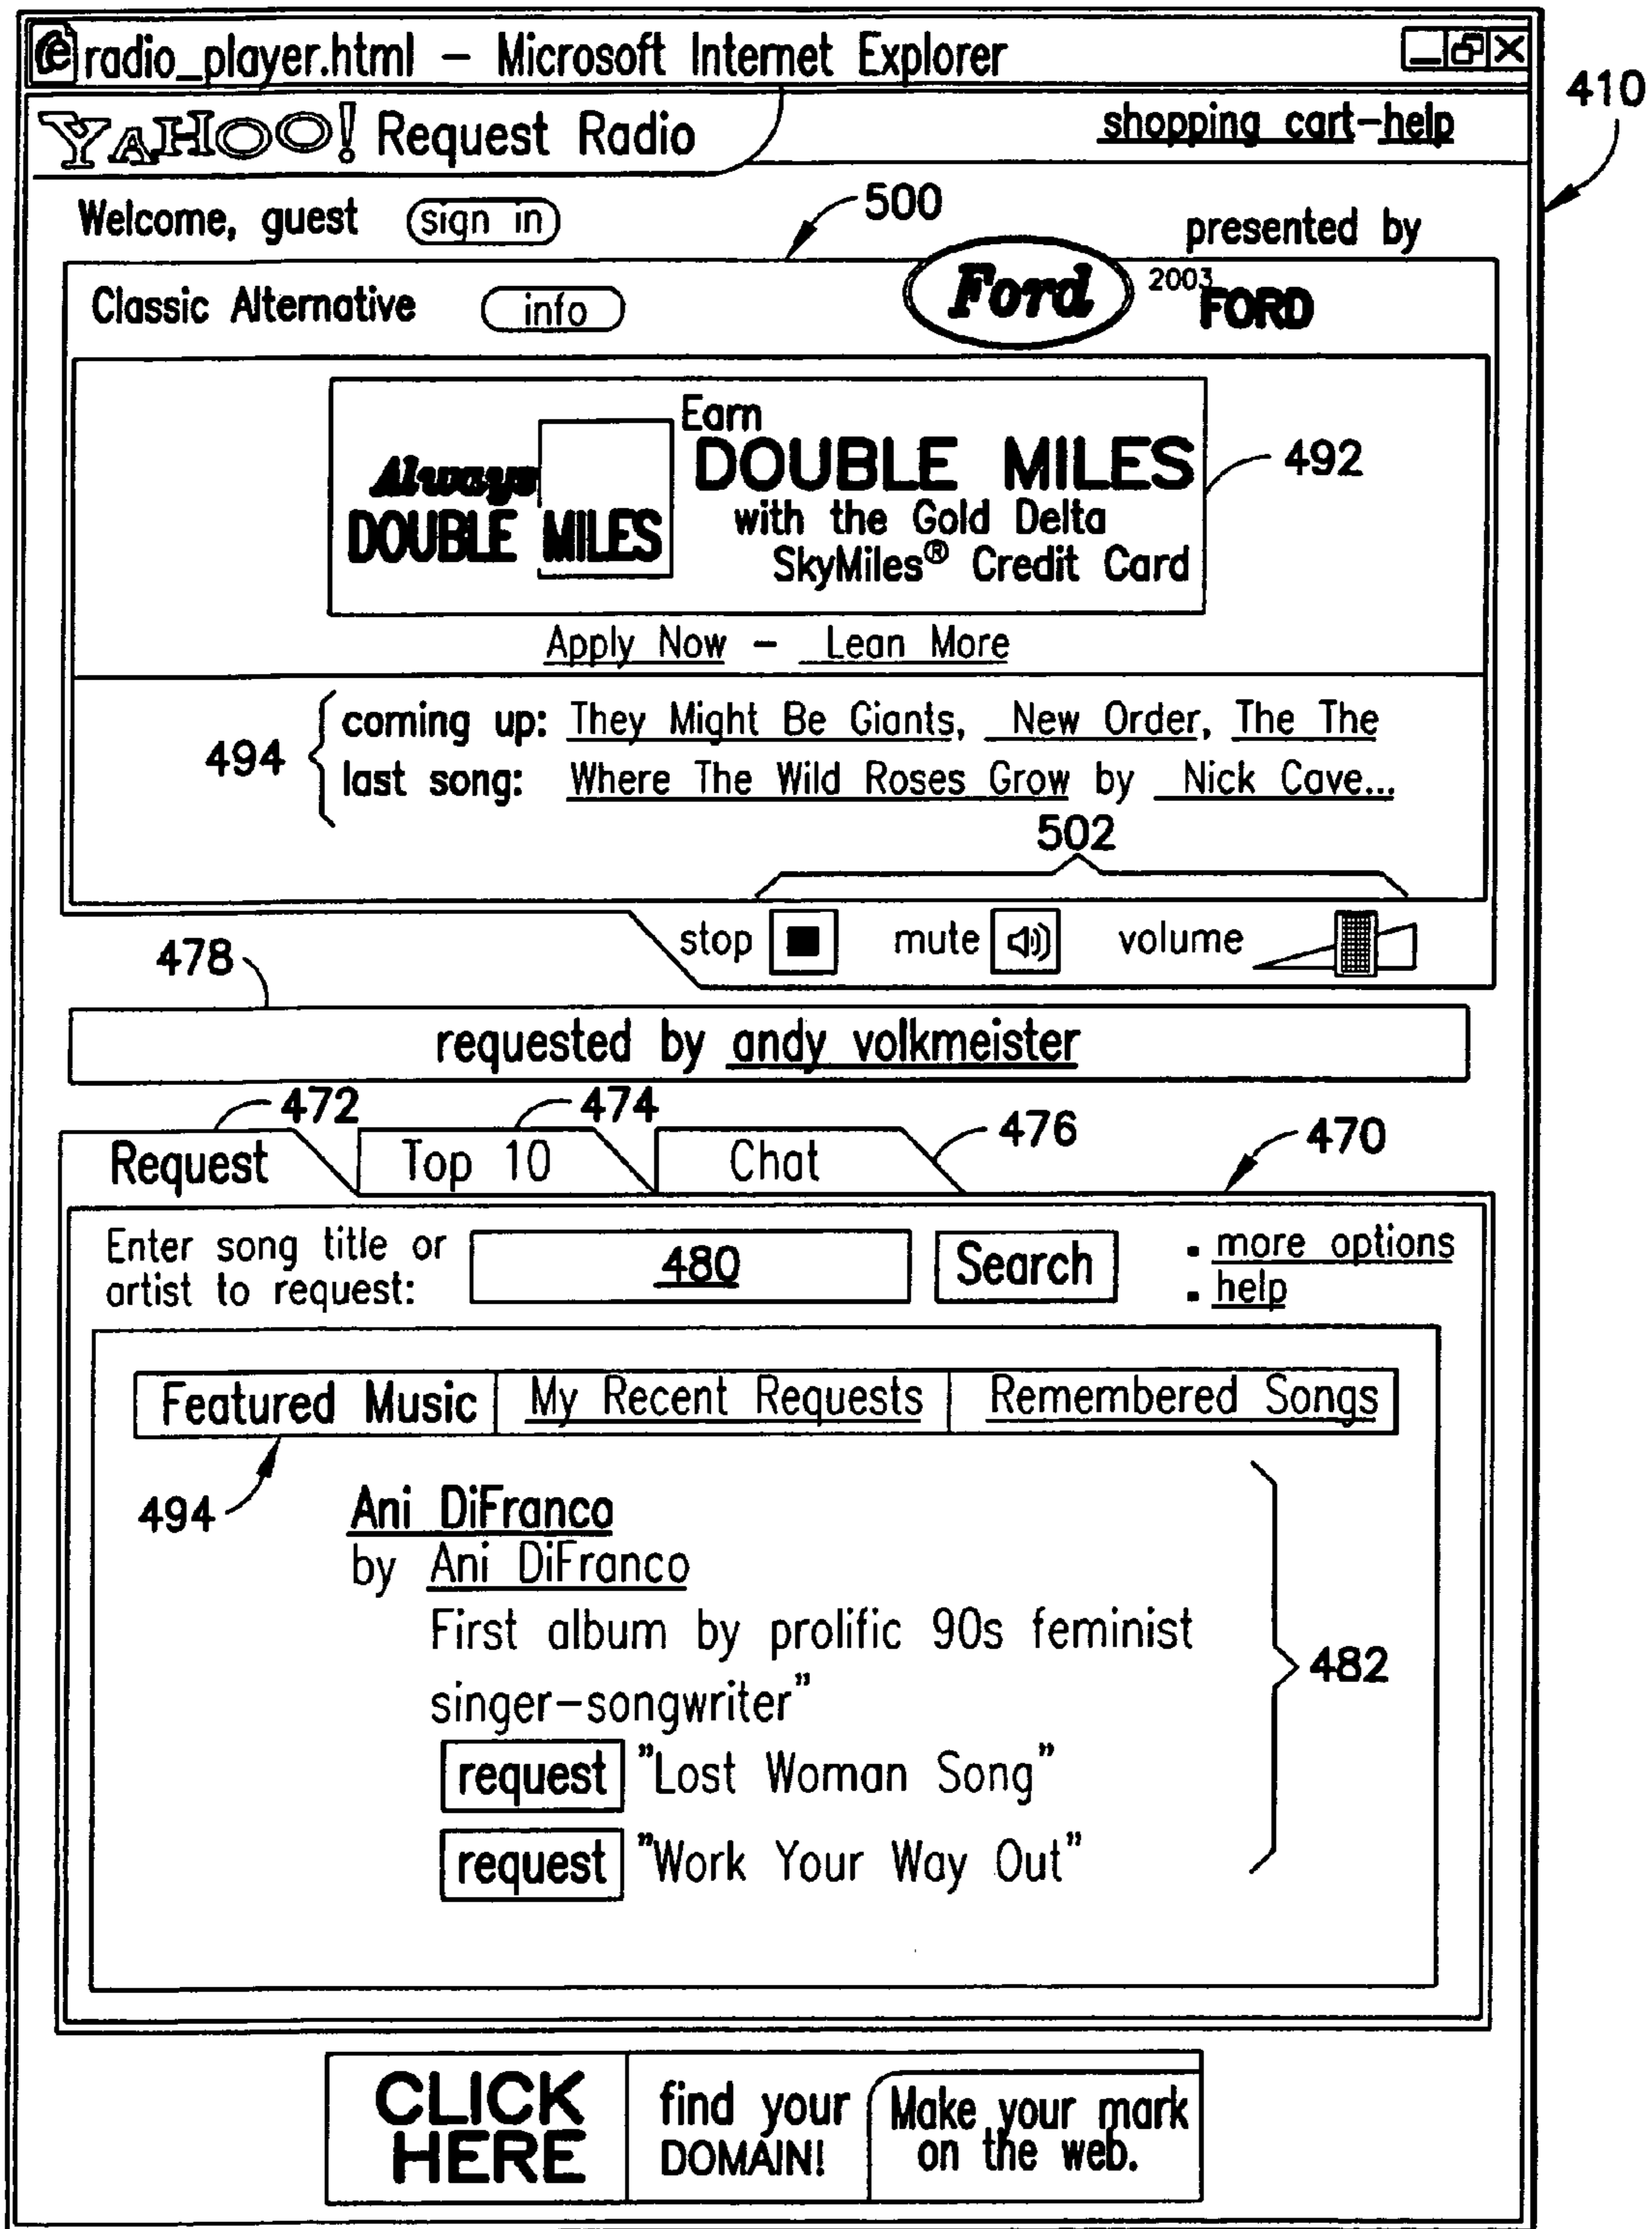 radio_player.html – Microsoft Internet Explorer
410
YAHOO! Request Radio
shopping cart-help
Welcome, guest sign in
500
presented by
Classic Alternative info
Ford 2003 FORD
Always
DOUBLE MILES
Earn
DOUBLE MILES
with the Gold Delta
SkyMiles® Credit Card
492
Apply Now – Lean More
494
coming up: They Might Be Giants, New Order, The The
last song: Where The Wild Roses Grow by Nick Cave...
502
stop mute volume
478
requested by andy volkmeister
472 474 476 470
Request Top 10 Chat
Enter song title or
artist to request:
480
Search
▪ more options
▪ help
Featured Music My Recent Requests Remembered Songs
494
Ani DiFranco
by Ani DiFranco
First album by prolific 90s feminist
singer-songwriter”
482
request ”Lost Woman Song”
request ”Work Your Way Out”
CLICK
HERE
find your
DOMAIN!
Make your mark
on the web.